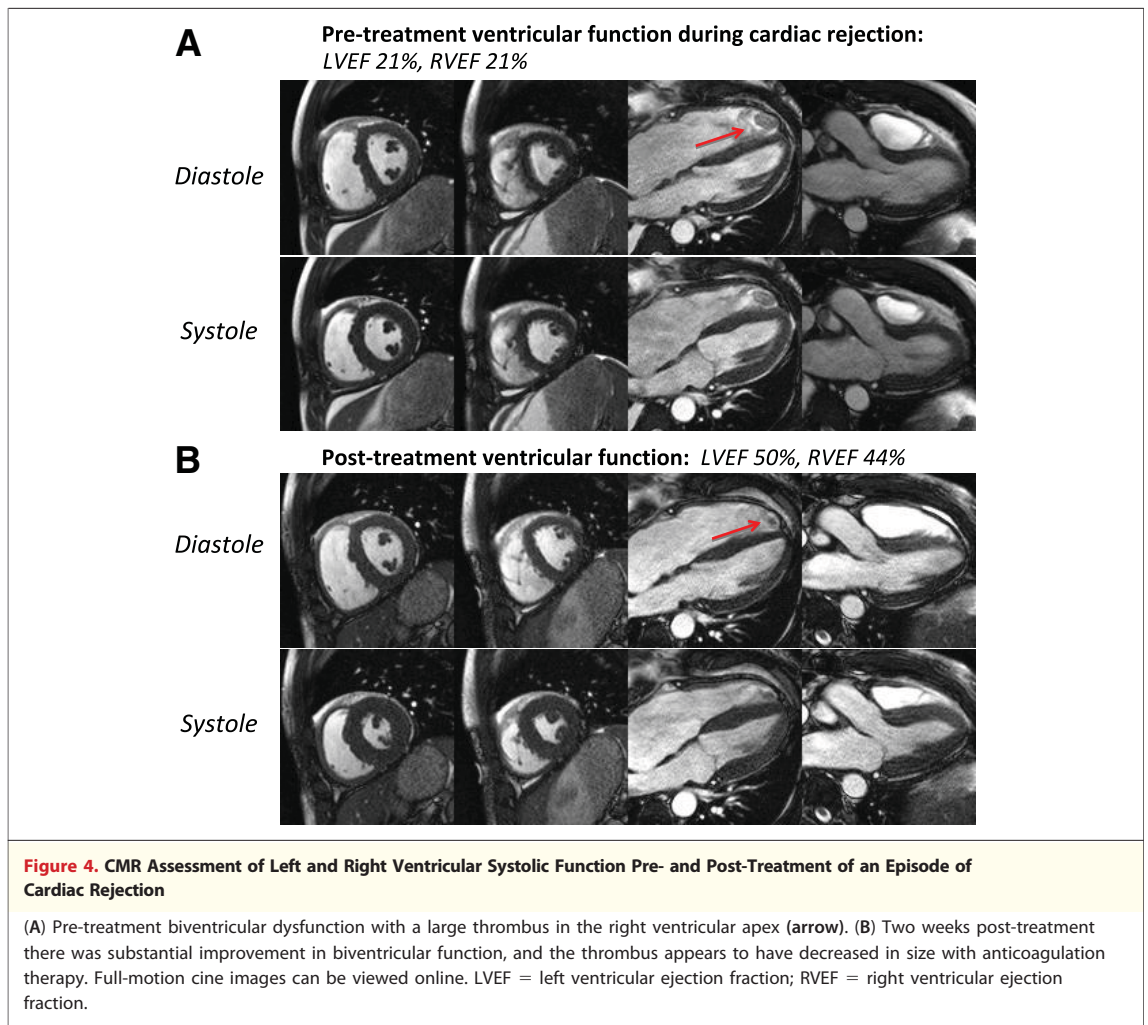 A
Pre-treatment ventricular function during cardiac rejection:
LVEF 21%, RVEF 21%
Diastole
Systole
B
Post-treatment ventricular function: LVEF 50%, RVEF 44%
Diastole
Systole
Figure 4. CMR Assessment of Left and Right Ventricular Systolic Function Pre- and Post-Treatment of an Episode of
Cardiac Rejection
(A) Pre-treatment biventricular dysfunction with a large thrombus in the right ventricular apex (arrow). (B) Two weeks post-treatment
there was substantial improvement in biventricular function, and the thrombus appears to have decreased in size with anticoagulation
therapy. Full-motion cine images can be viewed online. LVEF = left ventricular ejection fraction; RVEF = right ventricular ejection
fraction.